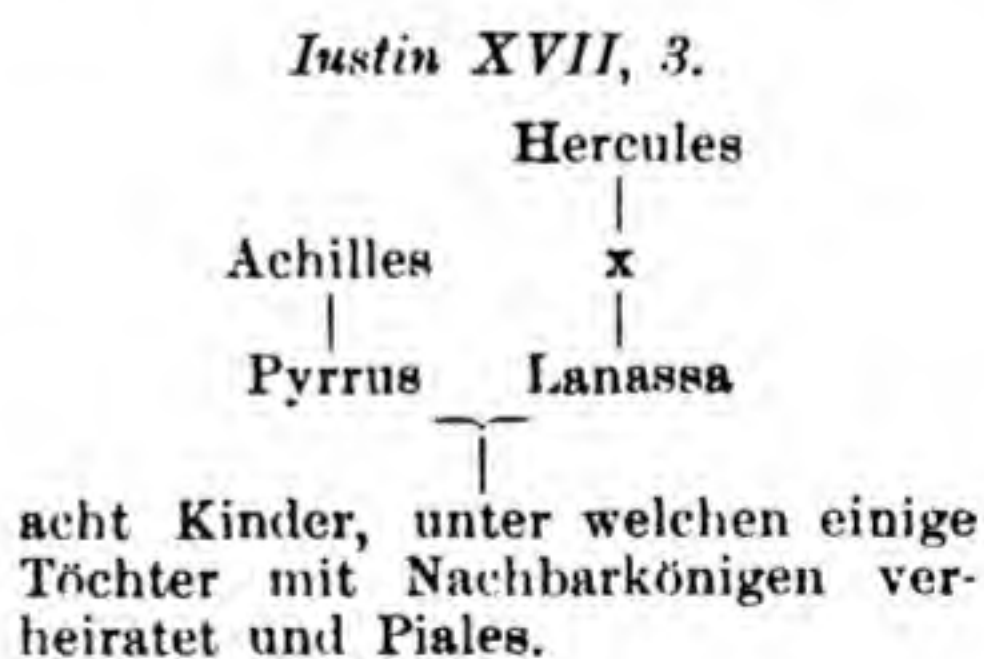 Iustin XVII, 3.
Hercules
Achilles x
Pyrrus Lanassa
acht Kinder, unter welchen einige
Töchter mit Nachbarkönigen ver-
heiratet und Piales.